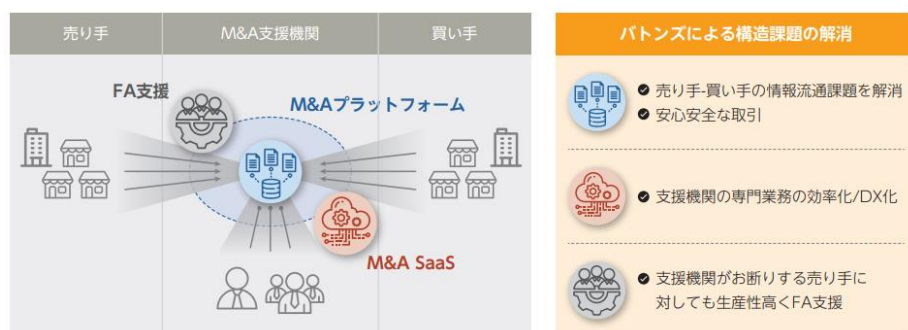 売り手
M&A支援機関
買い手
FA支援
M&Aプラットフォーム
M&A SaaS
バトンズによる構造課題の解消
売り手-買い手の情報流通課題を解消
安心安全な取引
支援機関の専門業務の効率化/DX化
支援機関がお断りする売り手に
対しても生産性高くFA支援